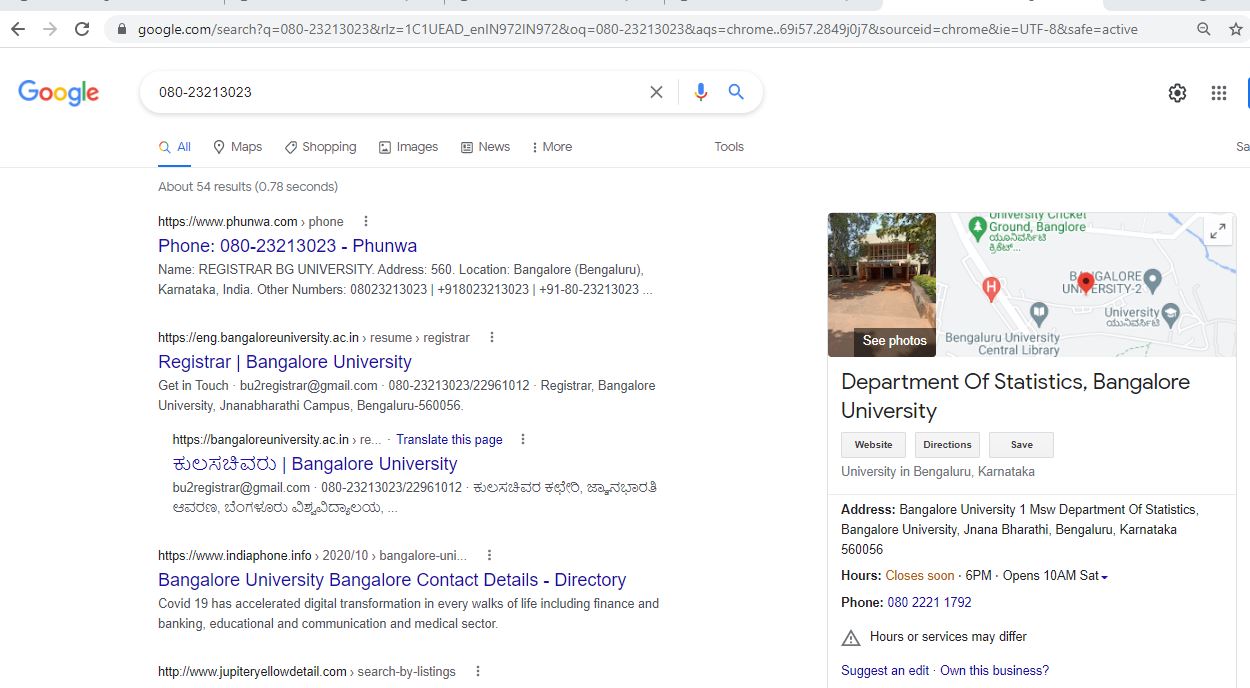 google.com/search?q=080-23213023&rlz=1C1UEAD_enIN972IN972&oq=080-23213023&aqs=chrome..69i57.2849j0j7&sourceid=chrome&ie=UTF-8&safe=active
Google
080-23213023
All Maps Shopping Images News More Tools
Sa
About 54 results (0.78 seconds)
https://www.phunwa.com › phone
Phone: 080-23213023 - Phunwa
Name: REGISTRAR BG UNIVERSITY. Address: 560. Location: Bangalore (Bengaluru),
Karnataka, India. Other Numbers: 08023213023 | +918023213023 | +91-80-23213023 ...
https://eng.bangaloreuniversity.ac.in › resume › registrar
Registrar | Bangalore University
Get in Touch · bu2registrar@gmail.com · 080-23213023/22961012 · Registrar, Bangalore
University, Jnanabharathi Campus, Bengaluru-560056.
https://bangaloreuniversity.ac.in › re... · Translate this page
ಕುಲಸಚಿವರು | Bangalore University
bu2registrar@gmail.com · 080-23213023/22961012 · ಕುಲಸಚಿವರ ಕಛೇರಿ, ಜ್ಞಾನಭಾರತಿ
ಆವರಣ, ಬೆಂಗಳೂರು ವಿಶ್ವವಿದ್ಯಾಲಯ, ...
https://www.indiaphone.info › 2020/10 › bangalore-uni...
Bangalore University Bangalore Contact Details - Directory
Covid 19 has accelerated digital transformation in every walks of life including finance and
banking, educational and communication and medical sector.
http://www.jupiteryellowdetail.com › search-by-listings
University Cricket
Ground, Banglore
ಯೂನಿವರ್ಸಿಟಿ
ಕ್ರಿಕೆಟ್...
H
BANGALORE
UNIVERSITY-2
University
ಯುನಿವರ್ಸಿಟಿ
Bengaluru University
Central Library
See photos
Department Of Statistics, Bangalore
University
Website Directions Save
University in Bengaluru, Karnataka
Address: Bangalore University 1 Msw Department Of Statistics,
Bangalore University, Jnana Bharathi, Bengaluru, Karnataka
560056
Hours: Closes soon · 6PM · Opens 10AM Sat
Phone: 080 2221 1792
Hours or services may differ
Suggest an edit · Own this business?